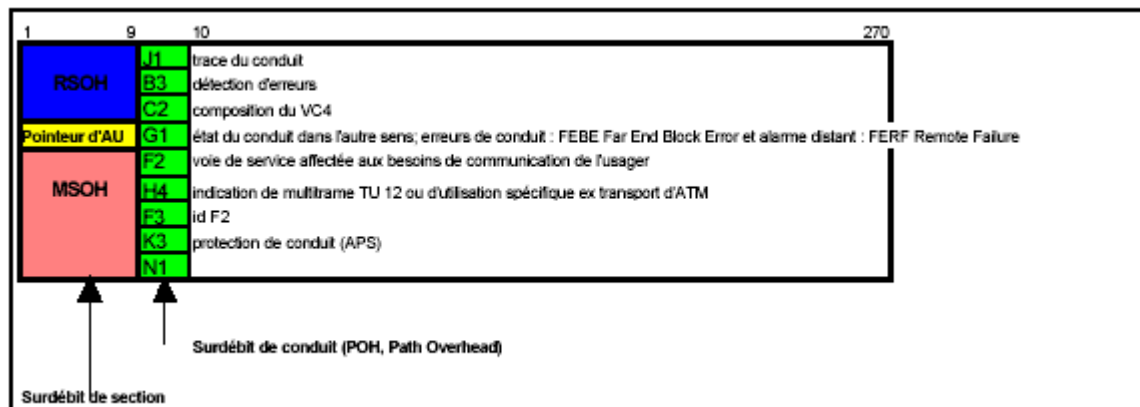 1 9 10 270
RSOH
Pointeur d'AU
MSOH
J1 trace du conduit
B3 détection d'erreurs
C2 composition du VC4
G1 état du conduit dans l'autre sens; erreurs de conduit : FEBE Far End Block Error et alarme distant : FERF Remote Failure
F2 voie de service affectée aux besoins de communication de l'usager
H4 indication de multitrame TU 12 ou d'utilisation spécifique ex transport d'ATM
F3 id F2
K3 protection de conduit (APS)
N1
Surdébit de conduit (POH, Path Overhead)
Surdébit de section